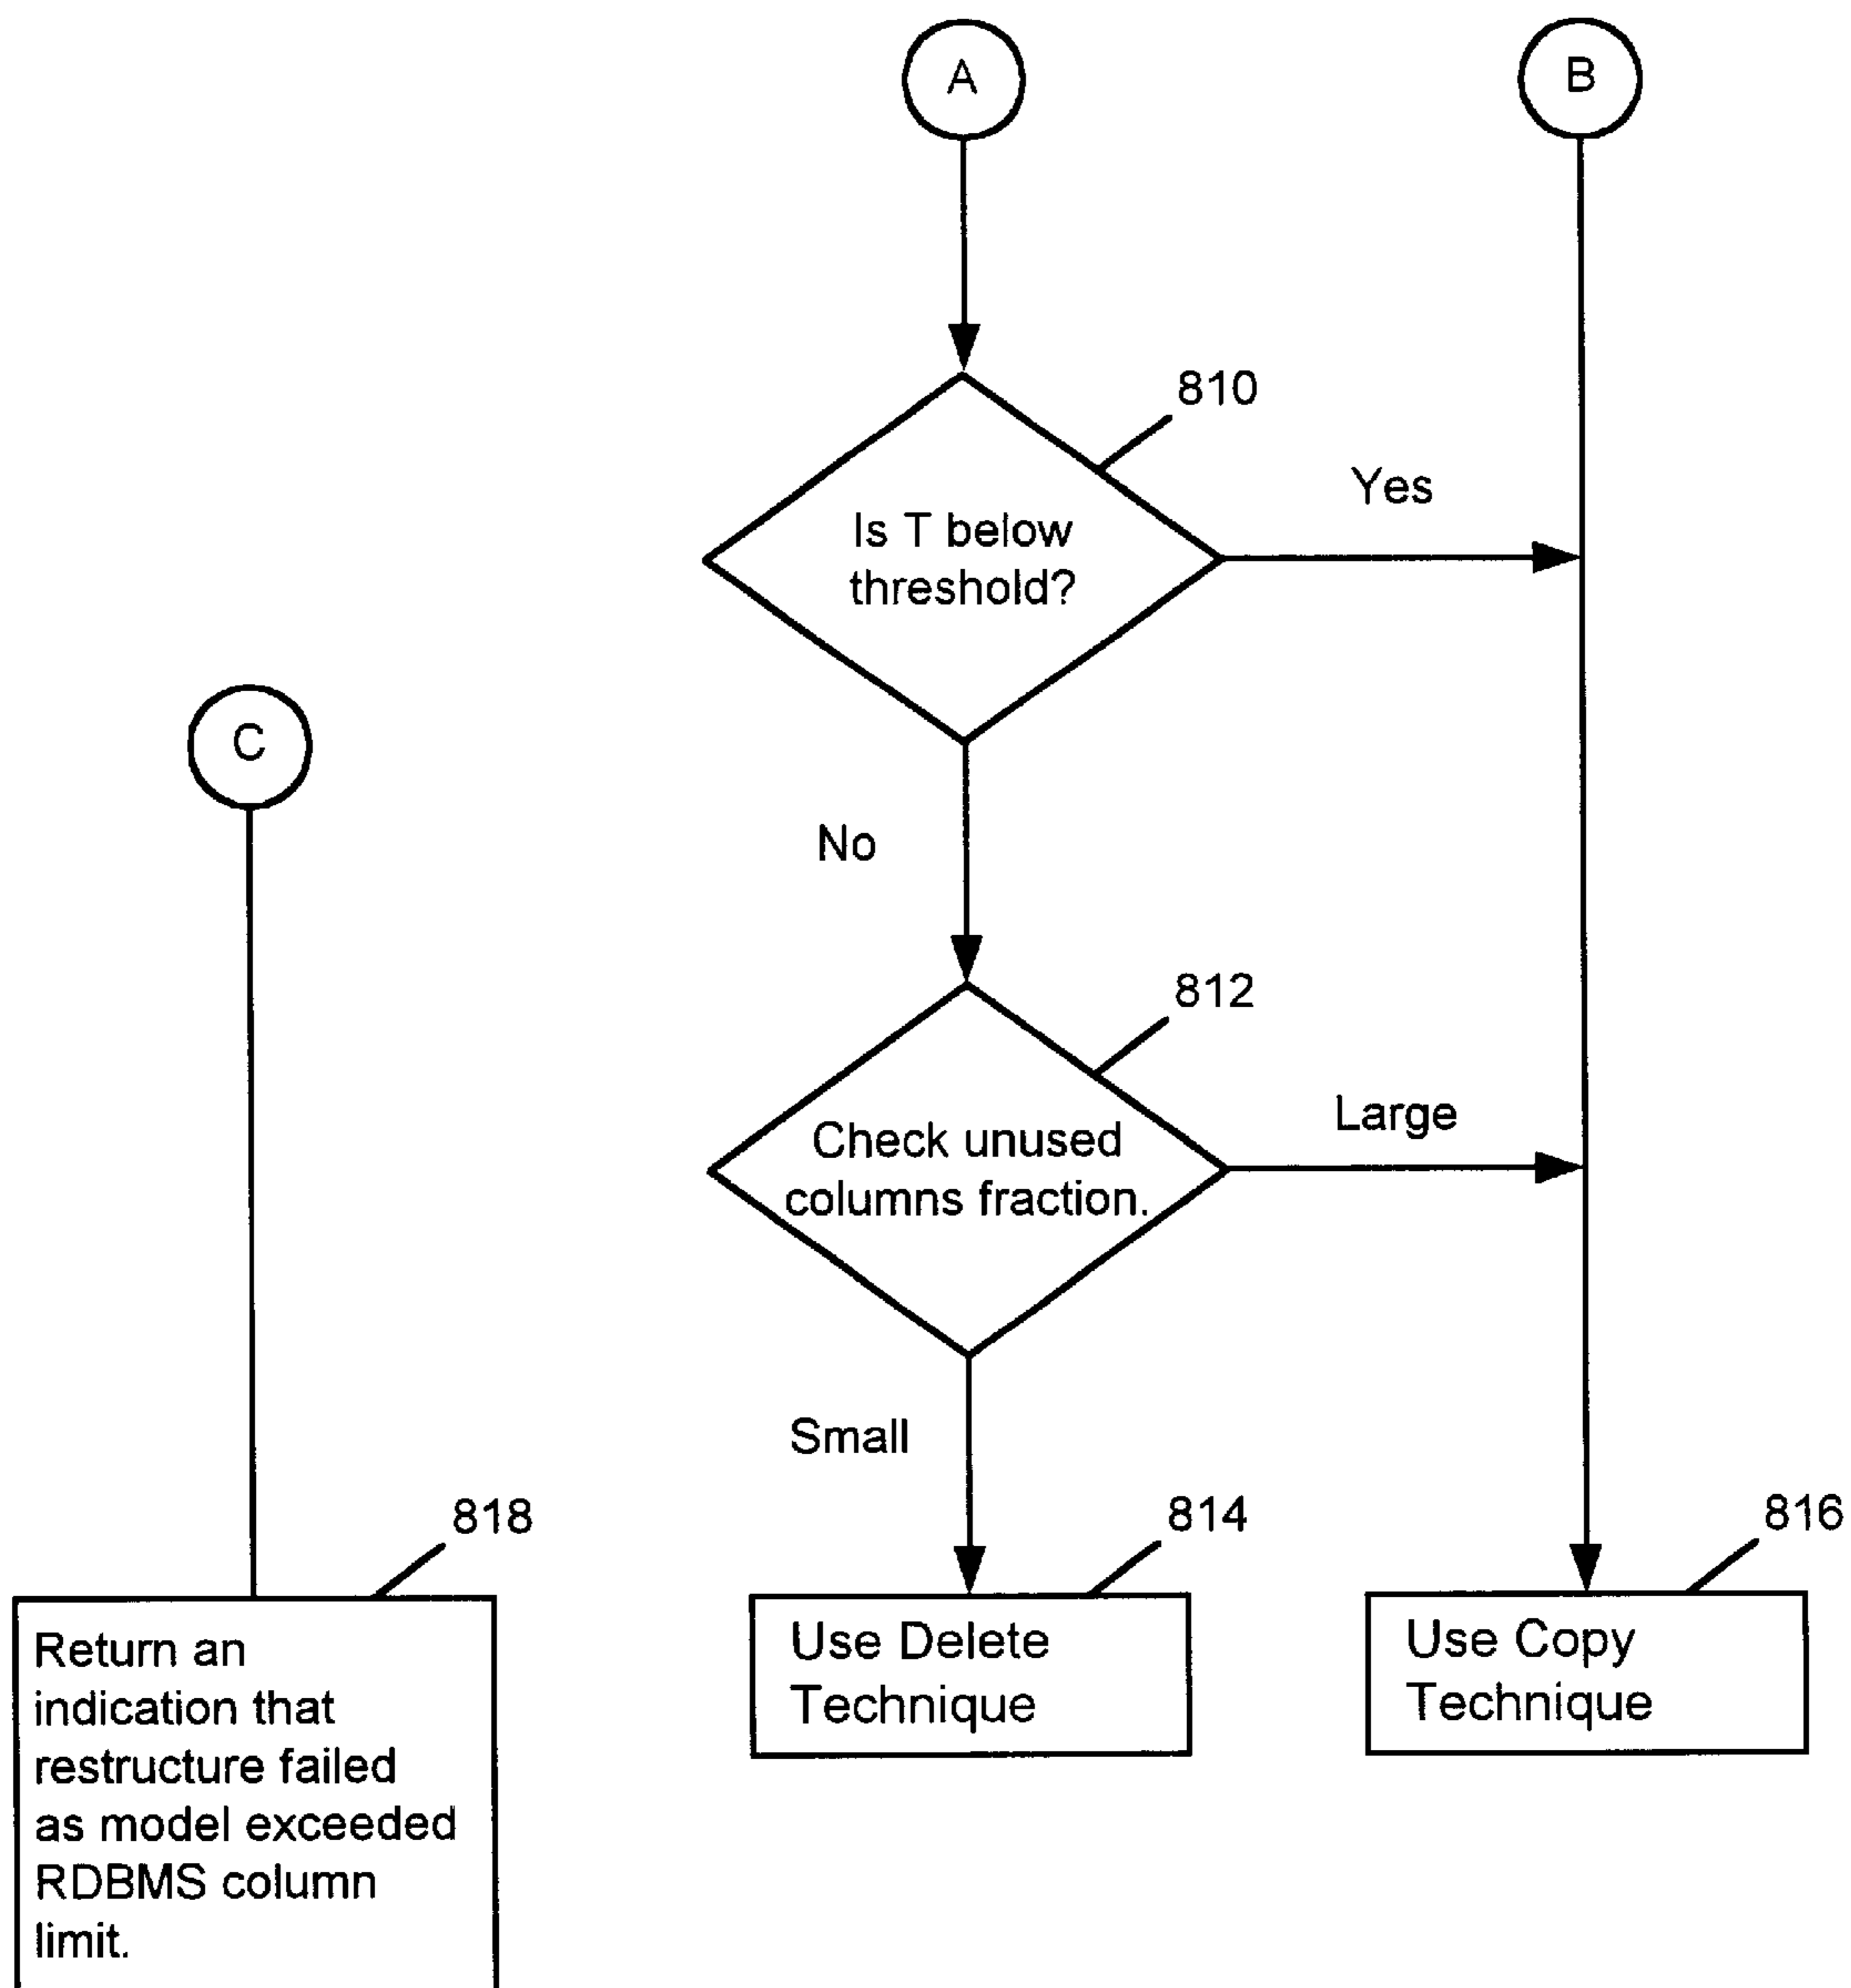 A
B
810
Yes
Is T below
threshold?
C
No
812
Large
Check unused
columns fraction.
Small
818
814
816
Return an
indication that
restructure failed
as model exceeded
RDBMS column
limit.
Use Delete
Technique
Use Copy
Technique